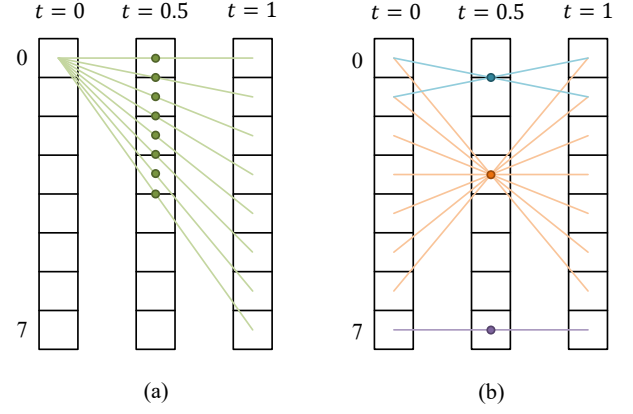 t = 0 t = 0.5 t = 1 t = 0 t = 0.5 t = 1
0 0
7 7
(a) (b)